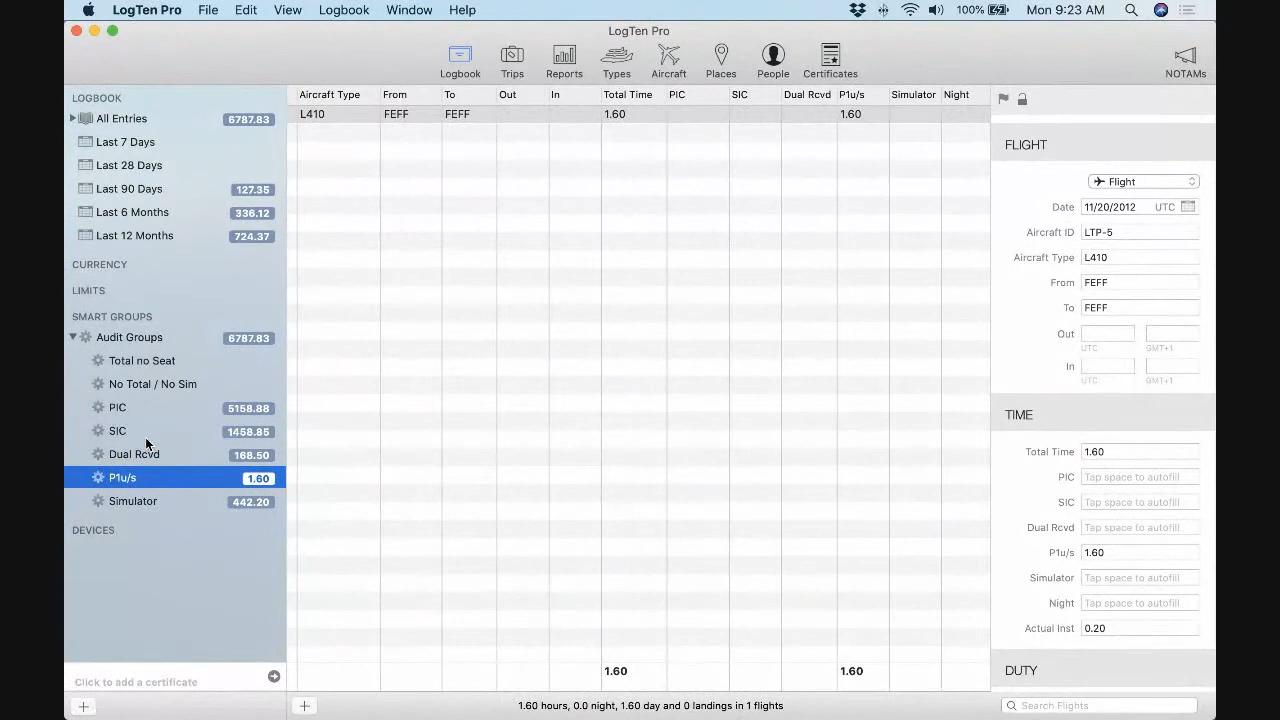 LogTen Pro File Edit View Logbook Window Help 100% Mon 9:23 AM
LogTen Pro
Logbook Trips Reports Types Aircraft Places People Certificates NOTAMs
LOGBOOK
All Entries 6787.83
Last 7 Days
Last 28 Days
Last 90 Days 127.35
Last 6 Months 336.12
Last 12 Months 724.37
CURRENCY
LIMITS
SMART GROUPS
Audit Groups 6787.83
Total no Seat
No Total / No Sim
PIC 5158.88
SIC 1458.85
Dual Rcvd 168.50
P1u/s 1.60
Simulator 442.20
DEVICES
Click to add a certificate
Aircraft Type From To Out In Total Time PIC SIC Dual Rcvd P1u/s Simulator Night
L410 FEFF FEFF 1.60 1.60
1.60 1.60
1.60 hours, 0.0 night, 1.60 day and 0 landings in 1 flights
FLIGHT
Flight
Date 11/20/2012 UTC
Aircraft ID LTP-5
Aircraft Type L410
From FEFF
To FEFF
Out
UTC GMT+1
In
UTC GMT+1
TIME
Total Time 1.60
PIC Tap space to autofill
SIC Tap space to autofill
Dual Rcvd Tap space to autofill
P1u/s 1.60
Simulator Tap space to autofill
Night Tap space to autofill
Actual Inst 0.20
DUTY
Search Flights